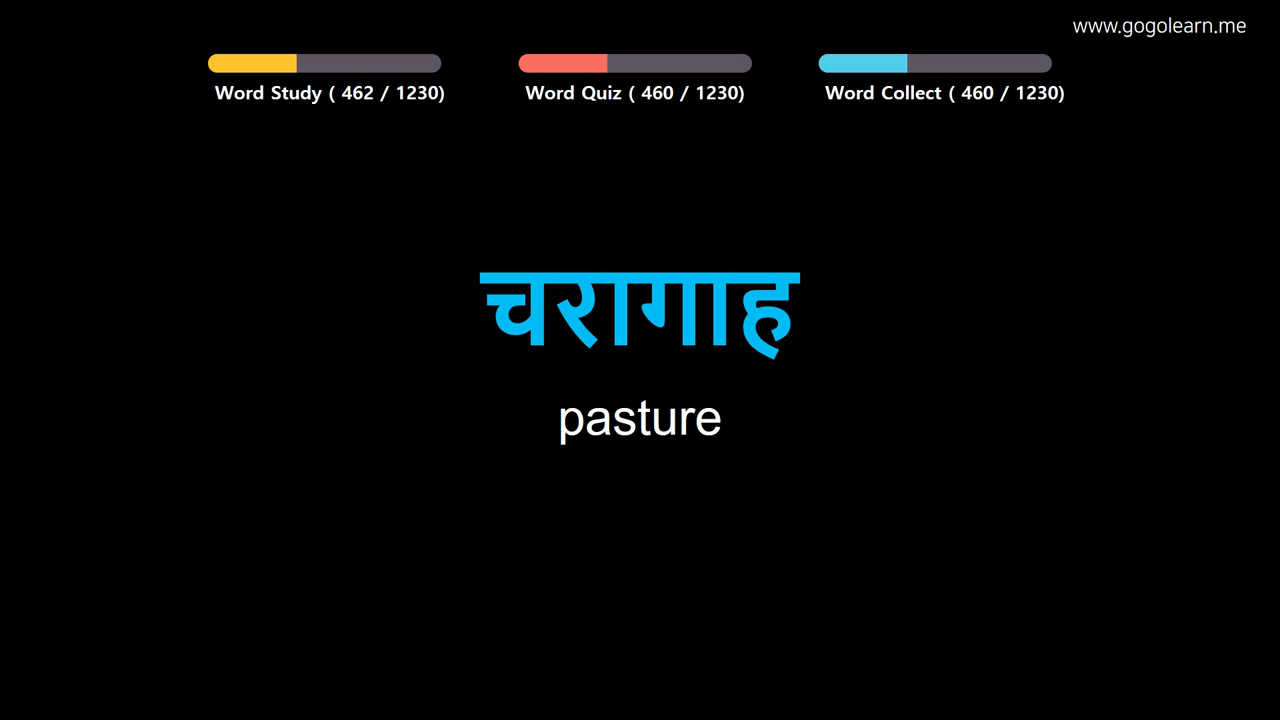 www.gogolearn.me
Word Study ( 462 / 1230)
Word Quiz ( 460 / 1230)
Word Collect ( 460 / 1230)
चरागाह
pasture